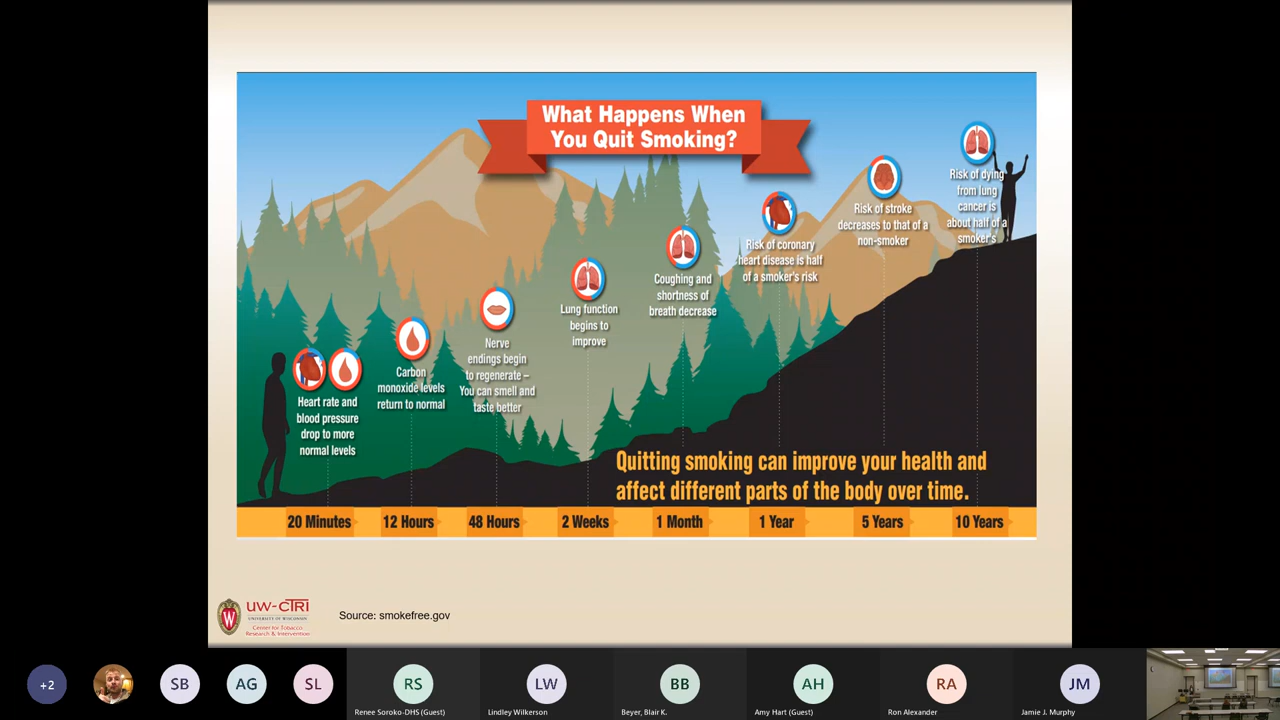 What Happens When
You Quit Smoking?
Heart rate and
blood pressure
drop to more
normal levels
Carbon
monoxide levels
return to normal
Nerve
endings begin
to regenerate –
You can smell and
taste better
Lung function
begins to
improve
Coughing and
shortness of
breath decrease
Risk of coronary
heart disease is half
of a smoker's risk
Risk of stroke
decreases to that of a
non-smoker
Risk of dying
from lung
cancer is
about half of a
smoker's
Quitting smoking can improve your health and
affect different parts of the body over time.
20 Minutes
12 Hours
48 Hours
2 Weeks
1 Month
1 Year
5 Years
10 Years
W
UW-CTRI
UNIVERSITY OF WISCONSIN
Center for Tobacco
Research & Intervention
Source: smokefree.gov
+2
SB
AG
SL
RS
Renee Soroko-DHS (Guest)
LW
Lindley Wilkerson
BB
Beyer, Blair K.
AH
Amy Hart (Guest)
RA
Ron Alexander
JM
Jamie J. Murphy